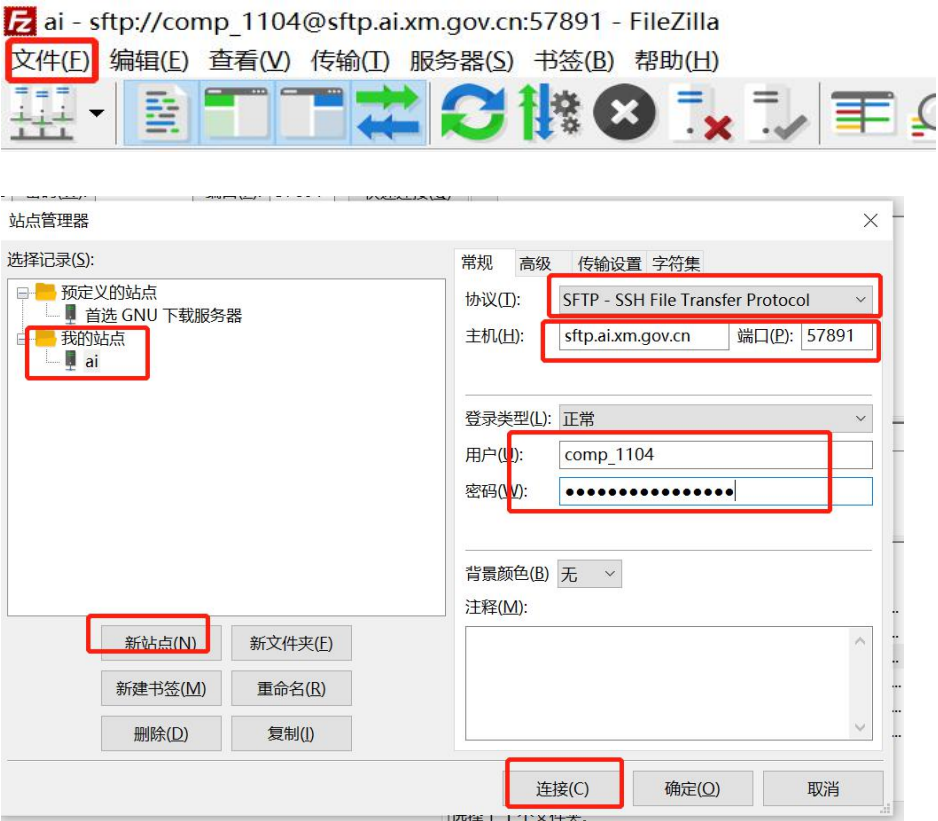 ai - sftp://comp_1104@sftp.ai.xm.gov.cn:57891 - FileZilla
文件(F) 编辑(E) 查看(V) 传输(T) 服务器(S) 书签(B) 帮助(H)
站点管理器
选择记录(S):
预定义的站点
首选 GNU 下载服务器
我的站点
ai
新站点(N) 新文件夹(F)
新建书签(M) 重命名(R)
删除(D) 复制(I)
常规 高级 传输设置 字符集
协议(T): SFTP - SSH File Transfer Protocol
主机(H): sftp.ai.xm.gov.cn 端口(P): 57891
登录类型(L): 正常
用户(U): comp_1104
密码(W): ●●●●●●●●●●●●●●●●
背景颜色(B) 无
注释(M):
连接(C) 确定(O) 取消